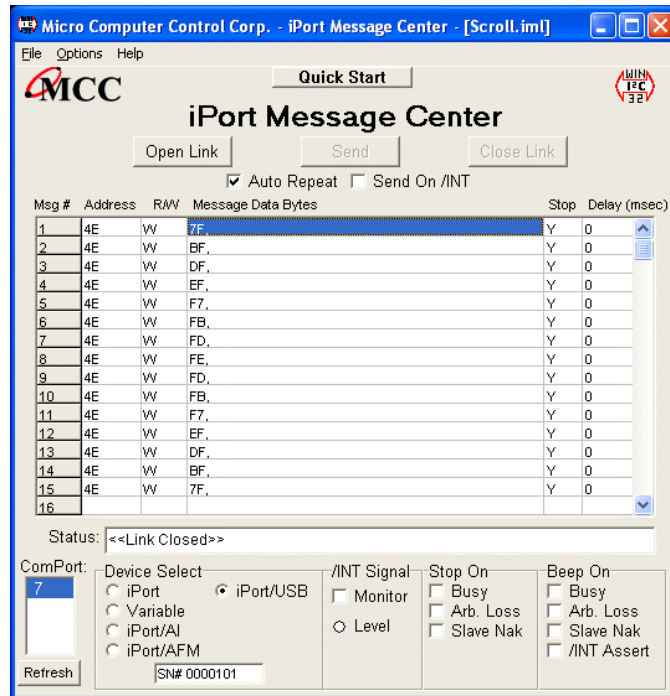 Micro Computer Control Corp. - iPort Message Center - [Scroll.iml]
File Options Help
MCC
Quick Start
WIN
I²C
32
iPort Message Center
Open Link Send Close Link
Auto Repeat Send On /INT
Msg # Address R/W Message Data Bytes Stop Delay (msec)
1 4E W 7F, Y 0
2 4E W BF, Y 0
3 4E W DF, Y 0
4 4E W EF, Y 0
5 4E W F7, Y 0
6 4E W FB, Y 0
7 4E W FD, Y 0
8 4E W FE, Y 0
9 4E W FD, Y 0
10 4E W FB, Y 0
11 4E W F7, Y 0
12 4E W EF, Y 0
13 4E W DF, Y 0
14 4E W BF, Y 0
15 4E W 7F, Y 0
16
Status: <<Link Closed>>
ComPort: Device Select /INT Signal Stop On Beep On
7 iPort iPort/USB Monitor Busy Busy
Variable Arb. Loss Arb. Loss
iPort/AI Level Slave Nak Slave Nak
iPort/AFM /INT Assert
Refresh SN# 0000101